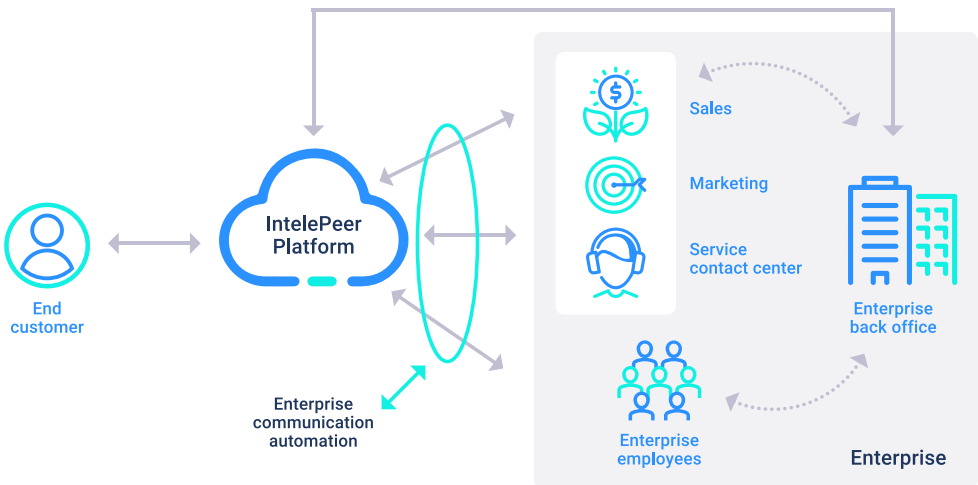 IntelePeer
Platform
End
customer
Enterprise
communication
automation
Sales
Marketing
Service
contact center
Enterprise
back office
Enterprise
employees
Enterprise